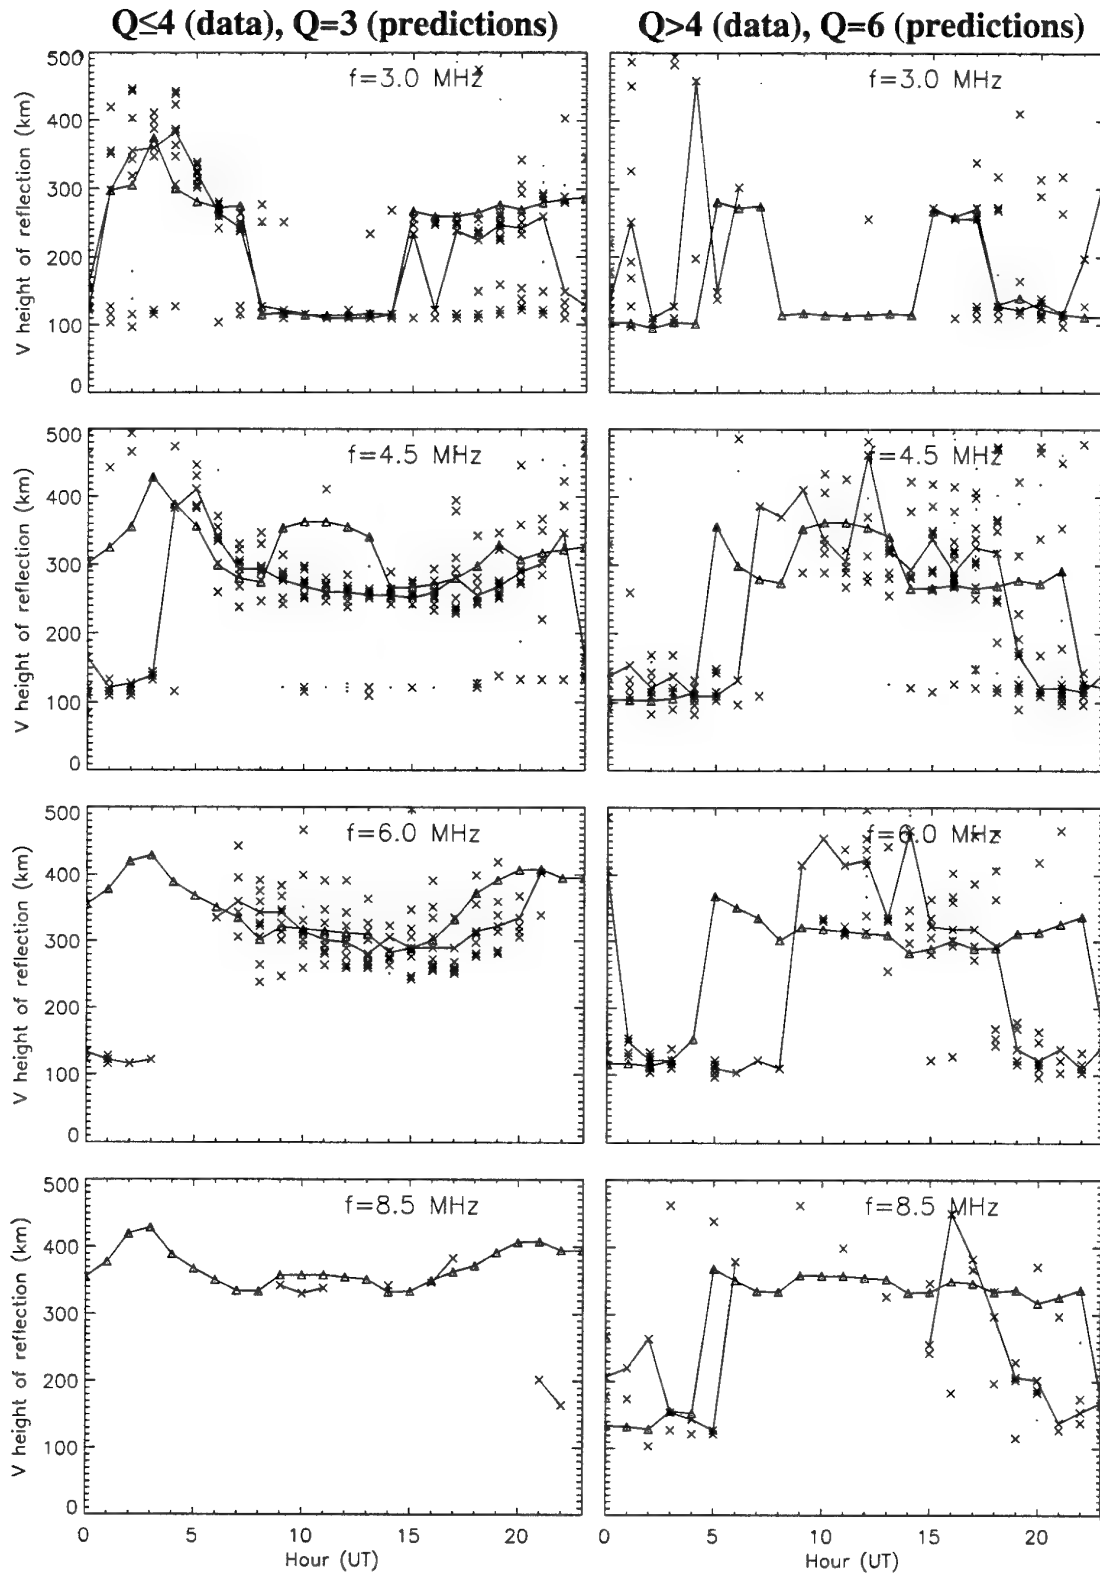 Q≤4 (data), Q=3 (predictions)
Q>4 (data), Q=6 (predictions)
V height of reflection (km)
500
400
300
200
100
0
f=3.0 MHz
f=3.0 MHz
V height of reflection (km)
500
400
300
200
100
0
f=4.5 MHz
f=4.5 MHz
V height of reflection (km)
500
400
300
200
100
0
f=6.0 MHz
f=6.0 MHz
V height of reflection (km)
500
400
300
200
100
0
f=8.5 MHz
f=8.5 MHz
0 5 10 15 20
Hour (UT)
0 5 10 15 20
Hour (UT)